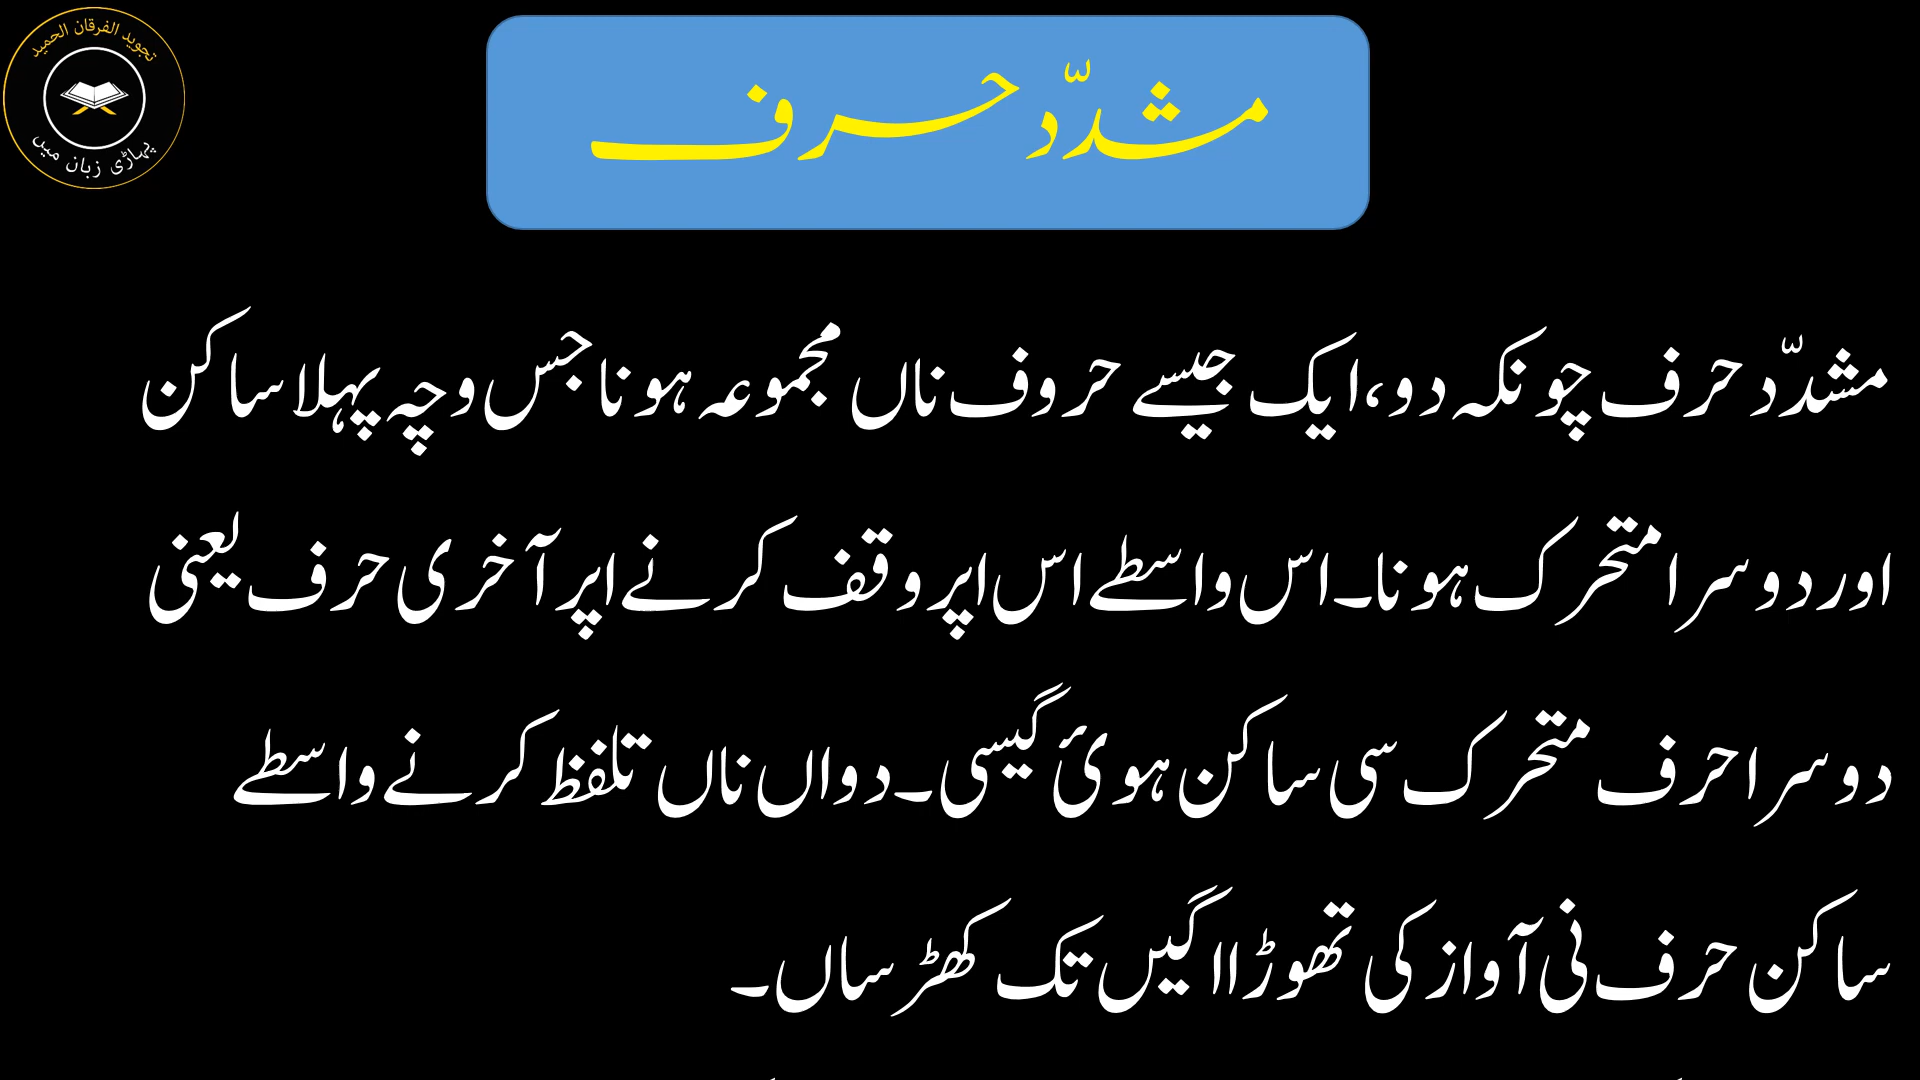 تجوید الفرقان الحمید
پہاڑی زبان میں
مشدّد حرف
مشدّد حرف چونکہ دو، ایک جیسے حروف ناں مجموعہ ہونا جس وچہ پہلا ساکن
اور دوسرا متحرک ہونا۔ اس واسطے اس اپر وقف کرنے اپر آخری حرف یعنی
دوسرا حرف متحرک سی ساکن ہوئ گیسی۔ دواں ناں تلفظ کرنے واسطے
ساکن حرف نی آواز کی تھوڑا اگیں تک کھڑساں۔